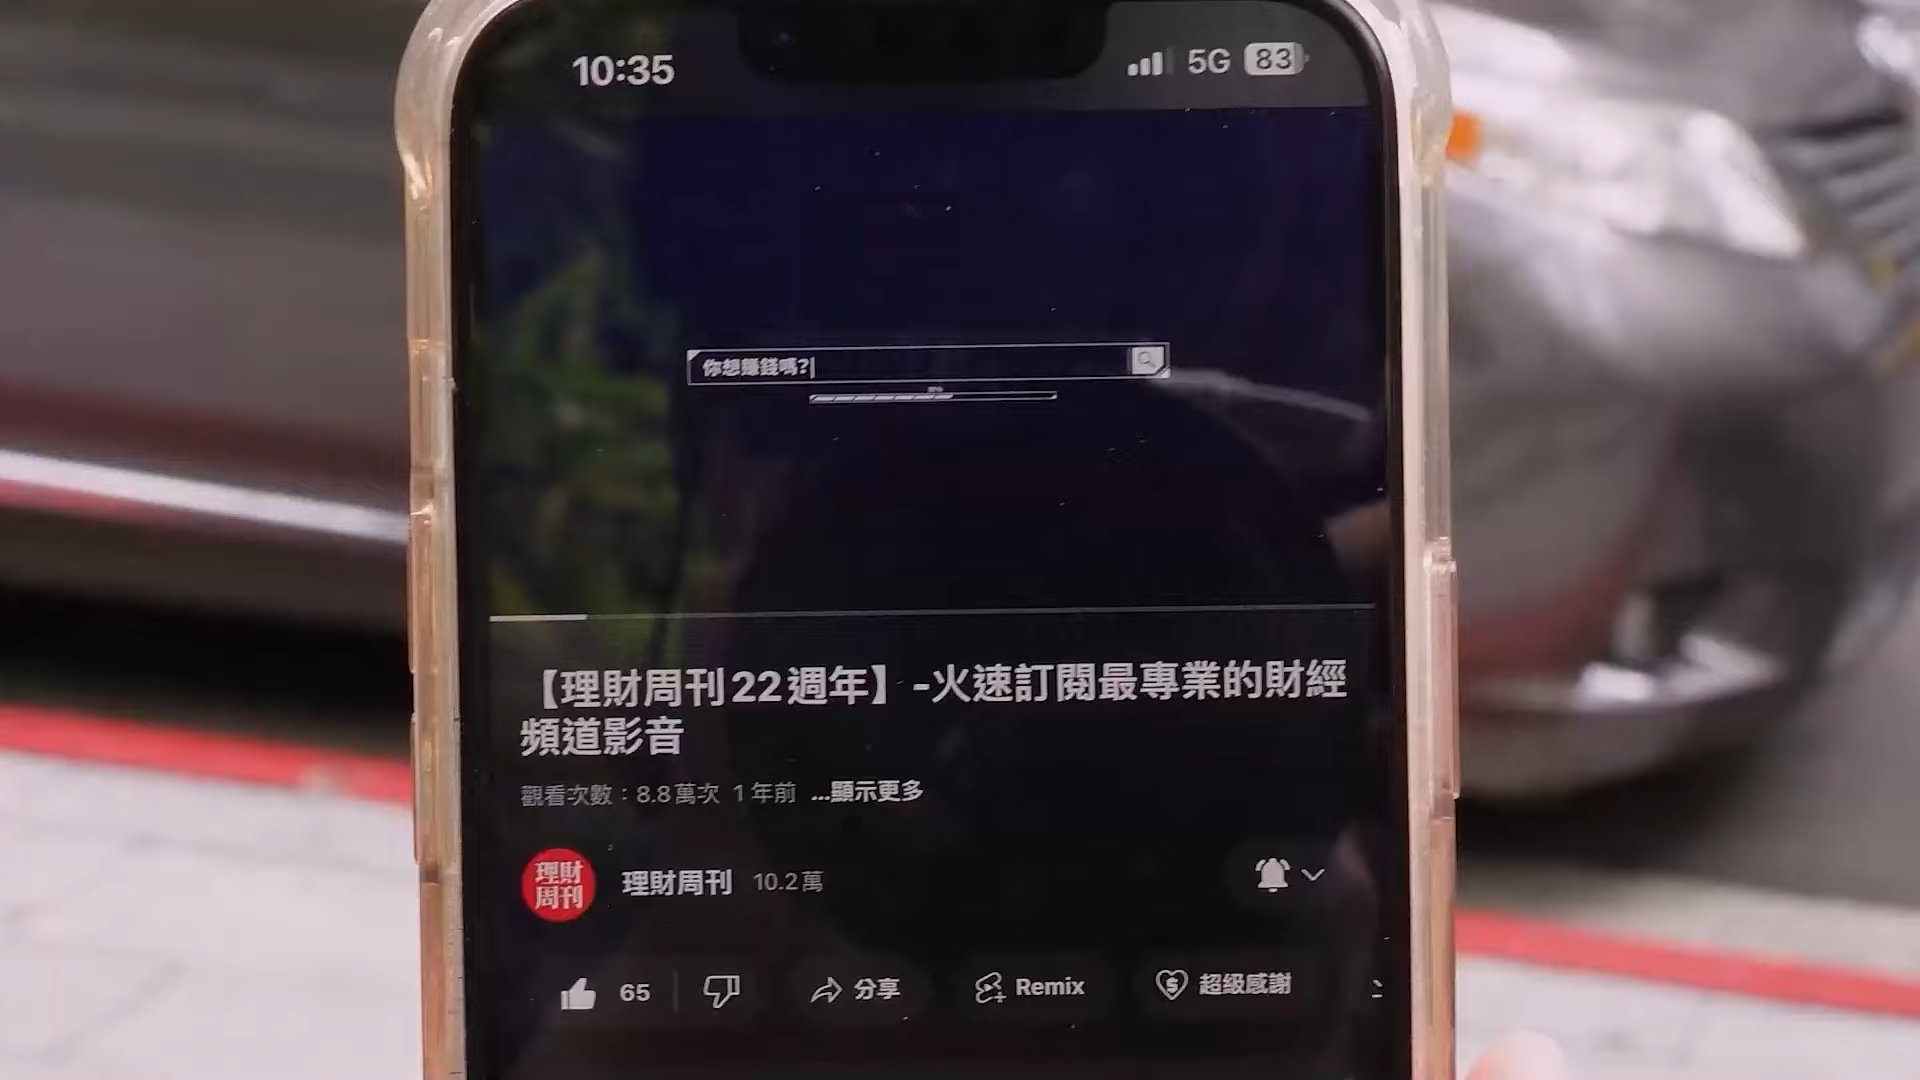 10:35
5G 83
你想賺錢嗎?
【理財周刊22週年】-火速訂閱最專業的財經
頻道影音
觀看次數：8.8萬次 1年前 ...顯示更多
理財
周刊
理財周刊 10.2萬
65 分享 Remix 超級感謝